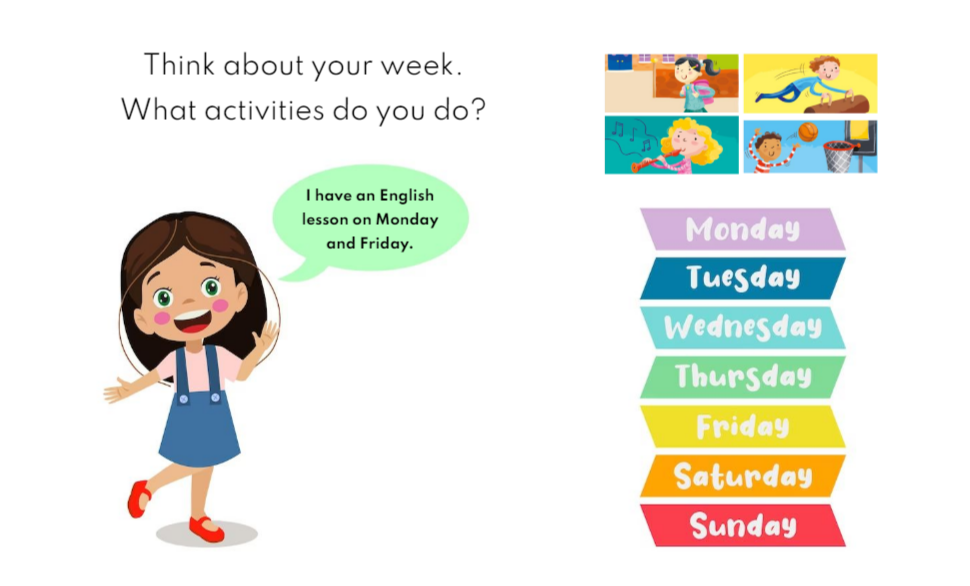 Think about your week.
What activities do you do?
I have an English
lesson on Monday
and Friday.
Monday
Tuesday
Wednesday
Thursday
Friday
Saturday
Sunday